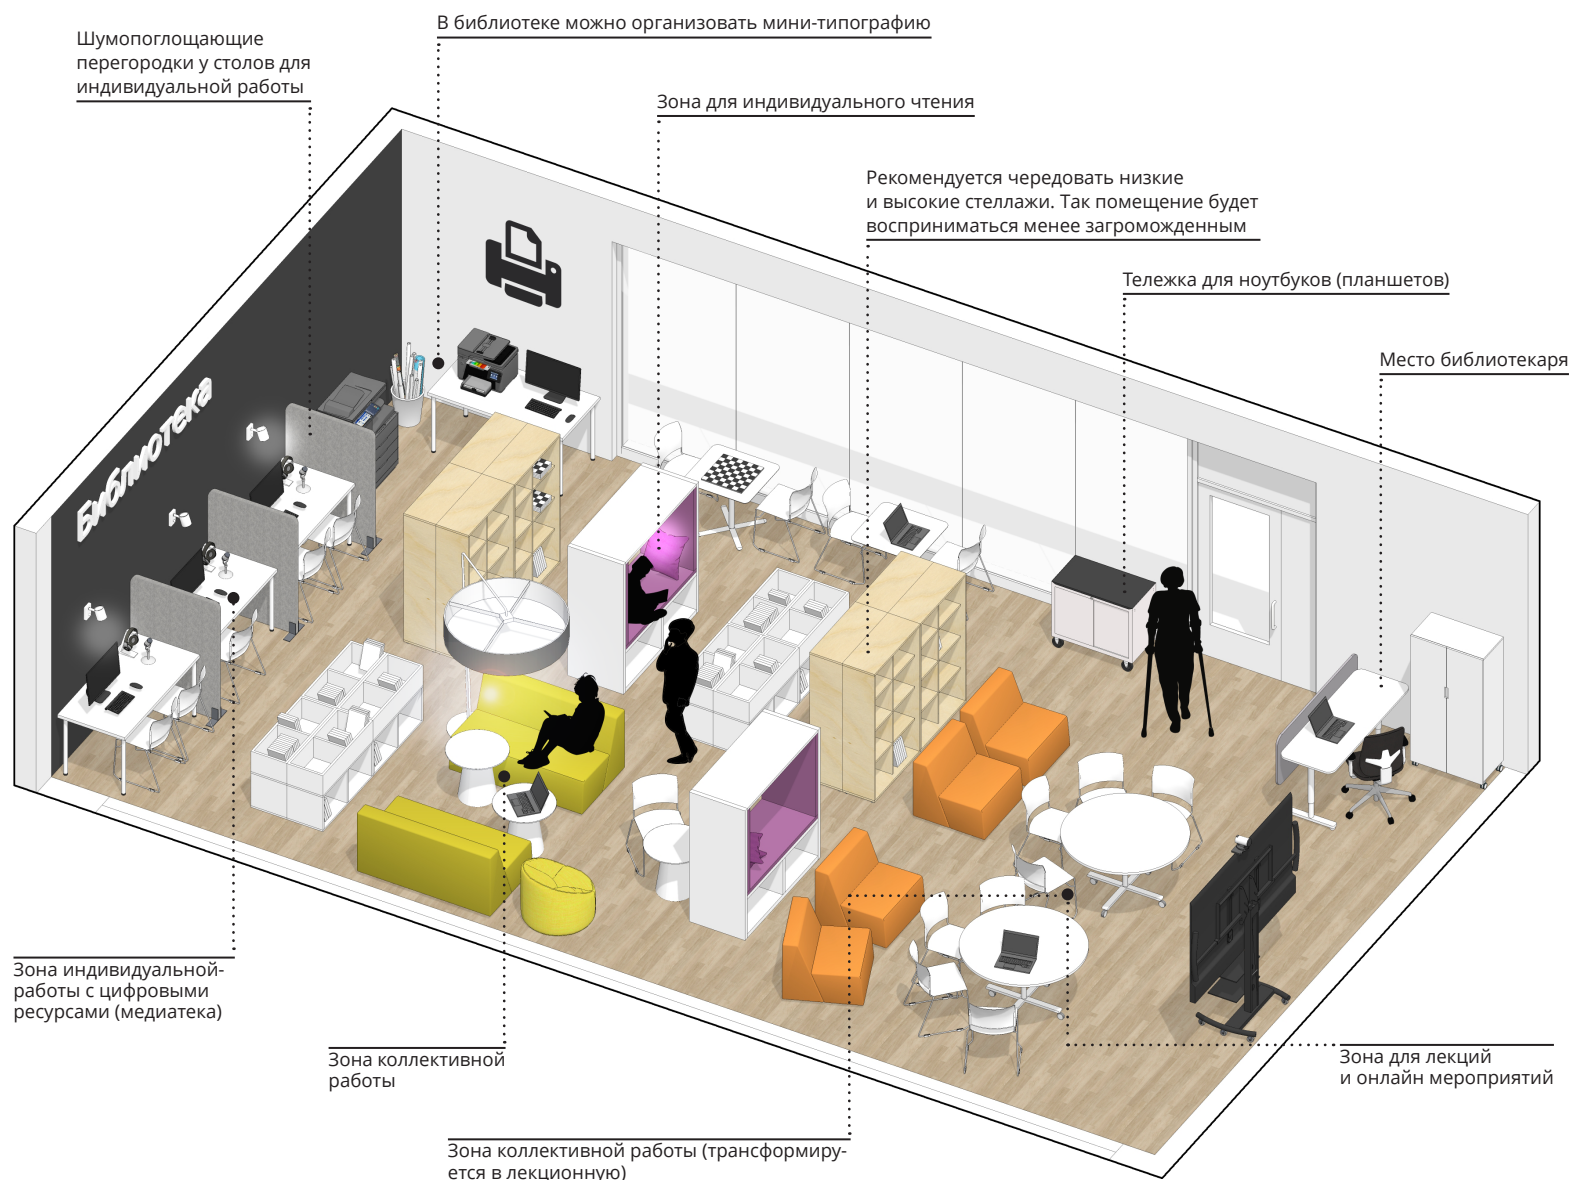 В библиотеке можно организовать мини-типографию
Шумопоглощающие
перегородки у столов для
индивидуальной работы
Зона для индивидуального чтения
Рекомендуется чередовать низкие
и высокие стеллажи. Так помещение будет
восприниматься менее загроможденным
Тележка для ноутбуков (планшетов)
Место библиотекаря
Библиотека
Зона индивидуальной-
работы с цифровыми
ресурсами (медиатека)
Зона коллективной
работы
Зона для лекций
и онлайн мероприятий
Зона коллективной работы (трансформиру-
ется в лекционную)